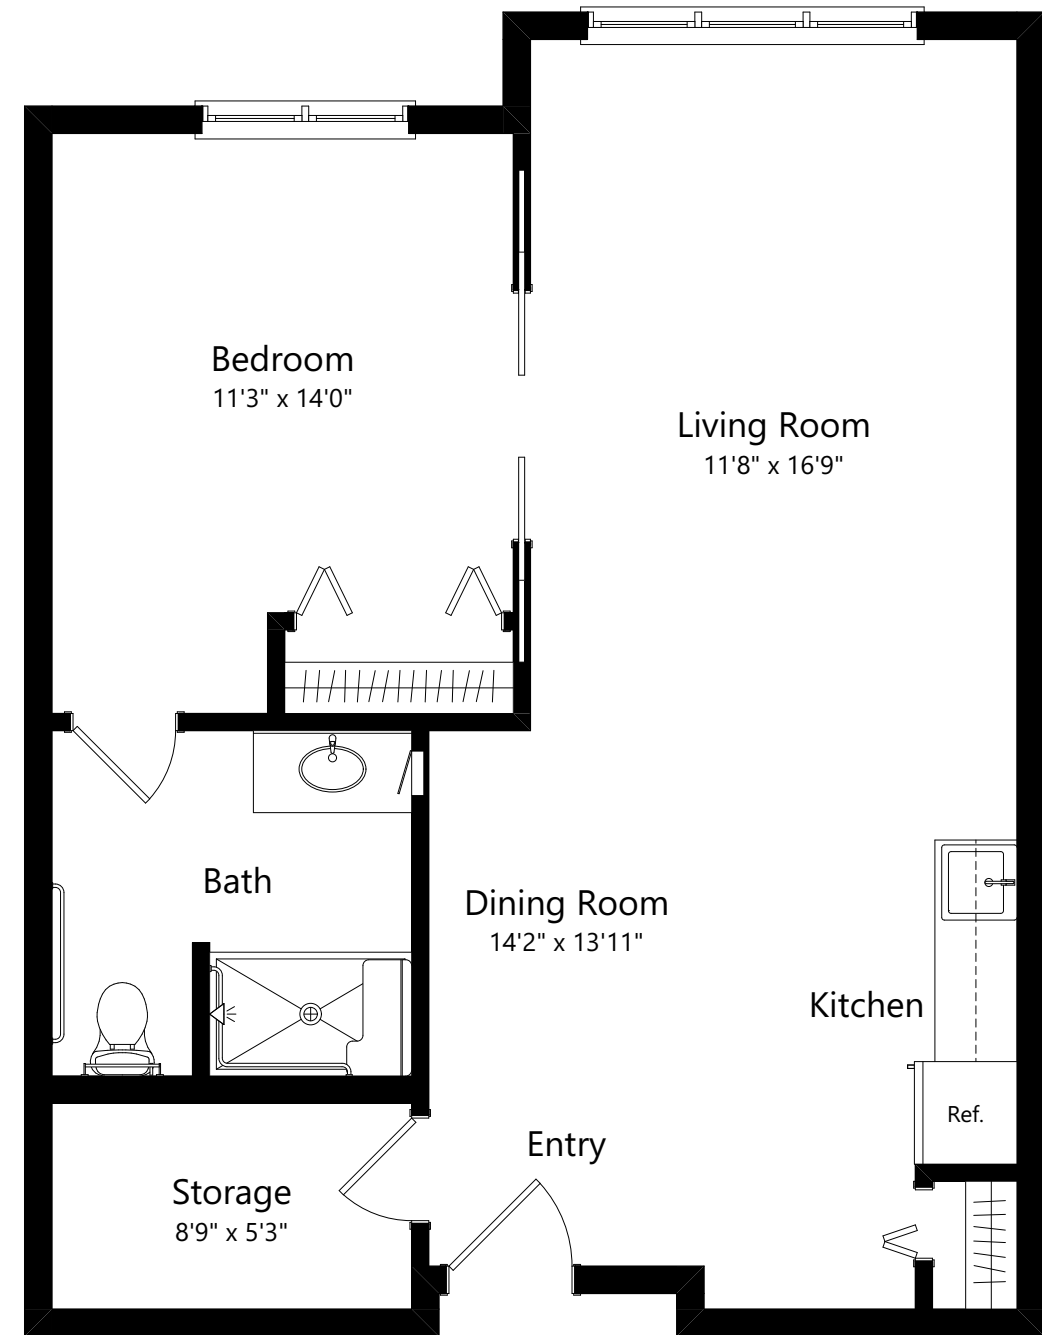 Bedroom
11'3" x 14'0"
Living Room
11'8" x 16'9"
Bath
Dining Room
14'2" x 13'11"
Kitchen
Ref.
Entry
Storage
8'9" x 5'3"